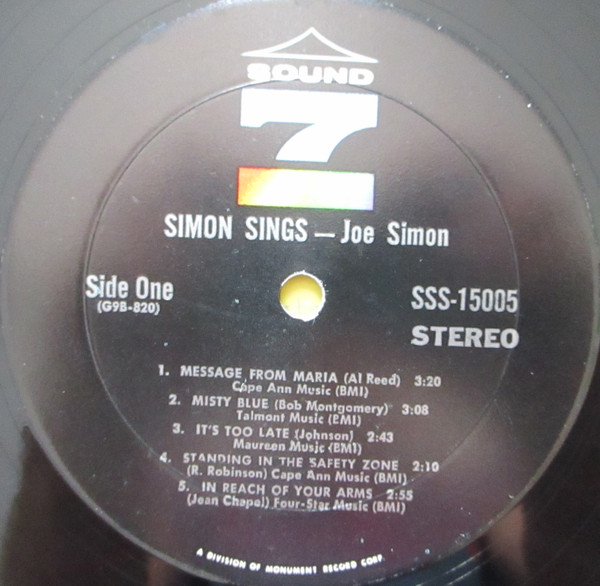 SOUND
7
SIMON SINGS — Joe Simon
Side One
(G9B-820)
SSS-15005
STEREO
1. MESSAGE FROM MARIA (Al Reed) 3:20
Cape Ann Music (BMI)
2. MISTY BLUE (Bob Montgomery) 3:08
Talmont Music (BMI)
3. IT'S TOO LATE (Johnson) 2:43
Maureen Music (BMI)
4. STANDING IN THE SAFETY ZONE 2:10
(R. Robinson) Cape Ann Music (BMI)
5. IN REACH OF YOUR ARMS 2:55
(Jean Chapel) Four-Star Music (BMI)
A DIVISION OF MONUMENT RECORD CORP.